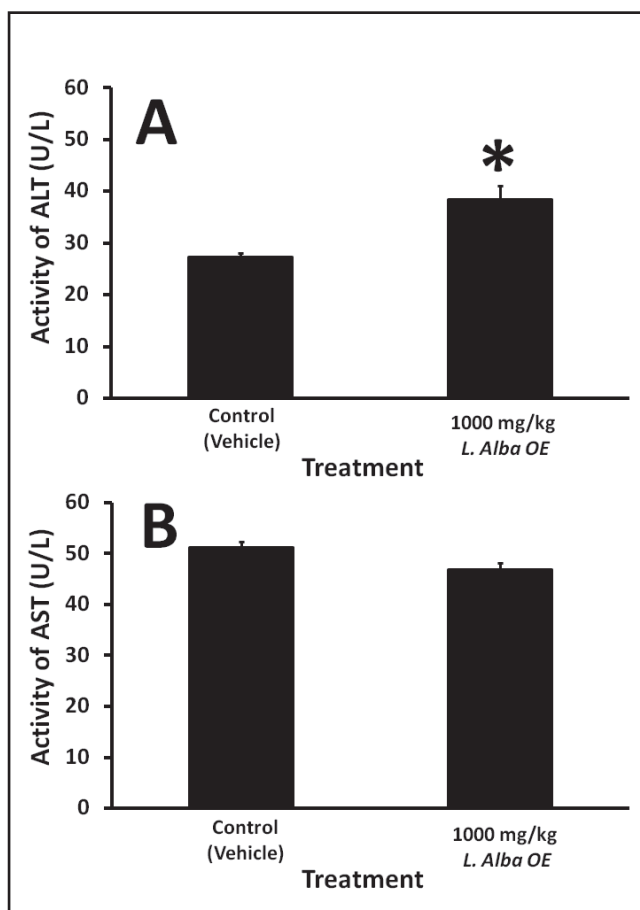 A
*
Activity of ALT (U/L)
60
50
40
30
20
10
0
Control
(Vehicle)
1000 mg/kg
L. Alba OE
Treatment
B
Activity of AST (U/L)
60
50
40
30
20
10
0
Control
(Vehicle)
1000 mg/kg
L. Alba OE
Treatment